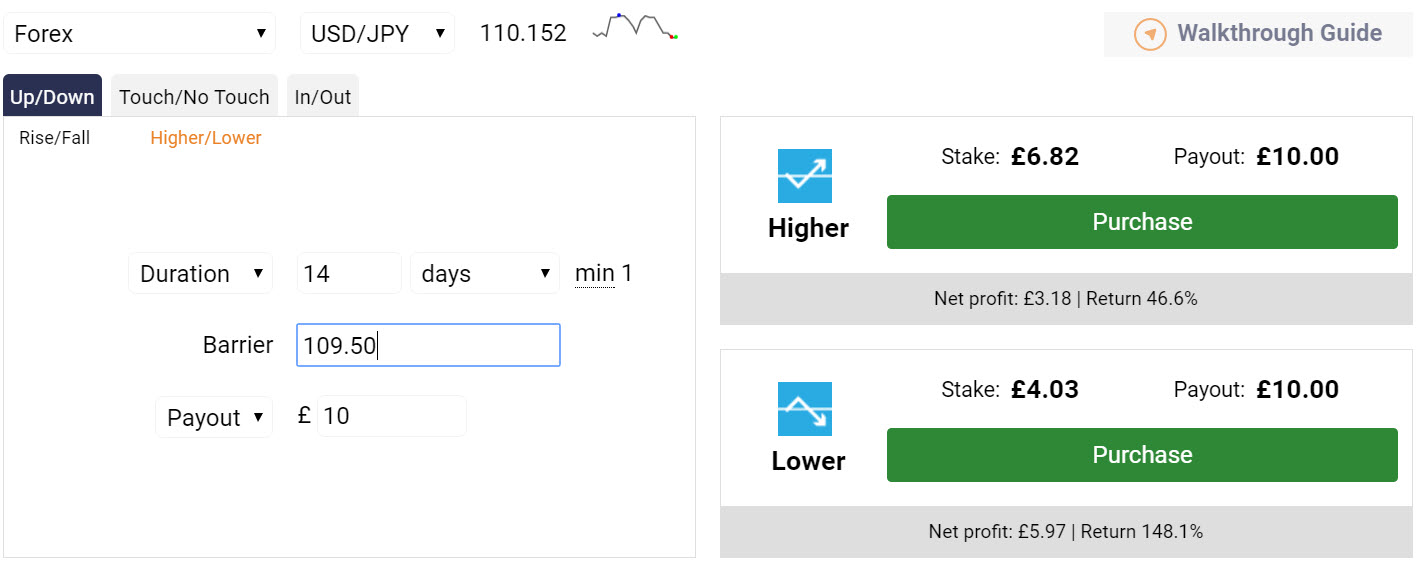 Forex USD/JPY 110.152 Walkthrough Guide
Up/Down Touch/No Touch In/Out
Rise/Fall Higher/Lower
Duration 14 days min 1
Barrier 109.50
Payout £ 10
Higher
Stake: £6.82 Payout: £10.00
Purchase
Net profit: £3.18 | Return 46.6%
Lower
Stake: £4.03 Payout: £10.00
Purchase
Net profit: £5.97 | Return 148.1%